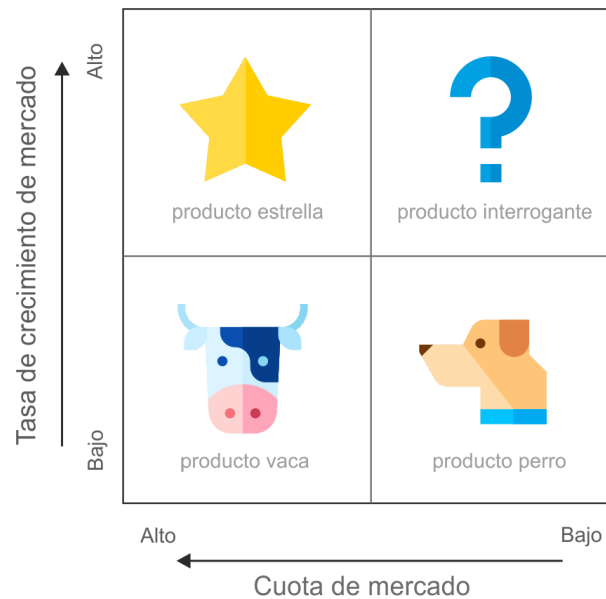 Tasa de crecimiento de mercado
Alto
producto estrella
producto interrogante
Bajo
producto vaca
producto perro
Alto
Bajo
Cuota de mercado